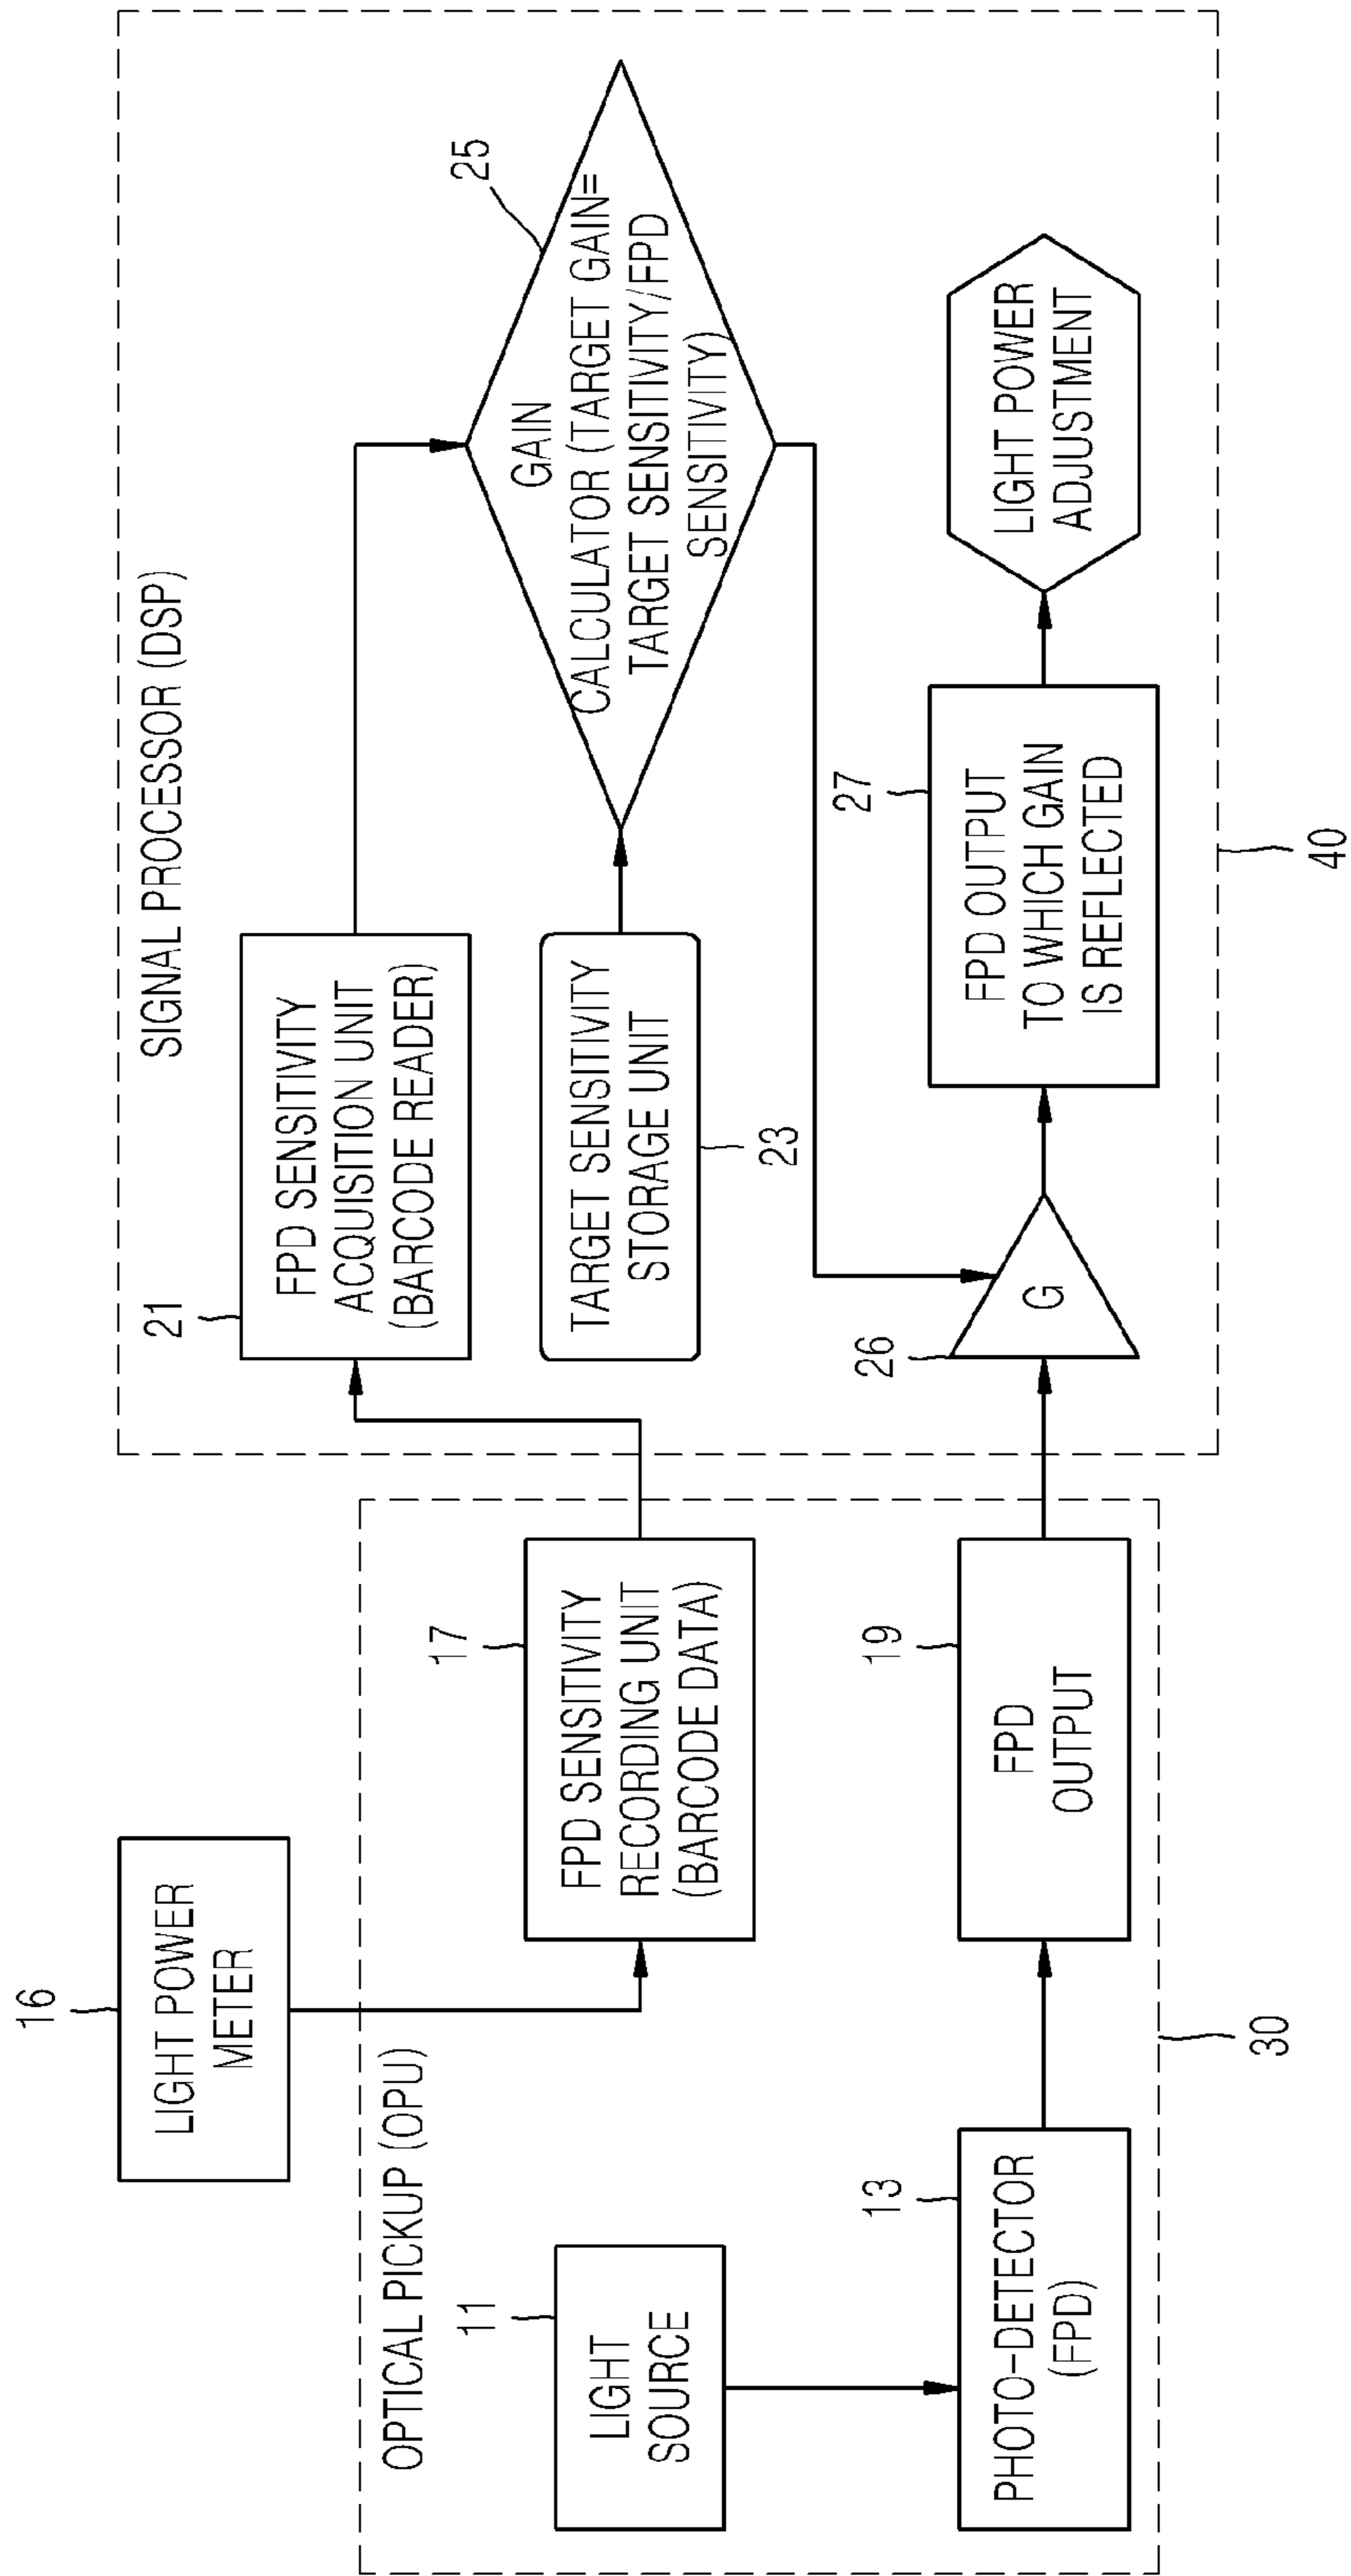 16
LIGHT POWER
METER
OPTICAL PICKUP (OPU)
11
LIGHT
SOURCE
17
FPD SENSITIVITY
RECORDING UNIT
(BARCODE DATA)
13
PHOTO-DETECTOR
(FPD)
19
FPD
OUTPUT
30
SIGNAL PROCESSOR (DSP)
21
FPD SENSITIVITY
ACQUISITION UNIT
(BARCODE READER)
TARGET SENSITIVITY
STORAGE UNIT
23
25
GAIN
CALCULATOR (TARGET GAIN=
TARGET SENSITIVITY/FPD
SENSITIVITY)
26
G
27
FPD OUTPUT
TO WHICH GAIN
IS REFLECTED
LIGHT POWER
ADJUSTMENT
40